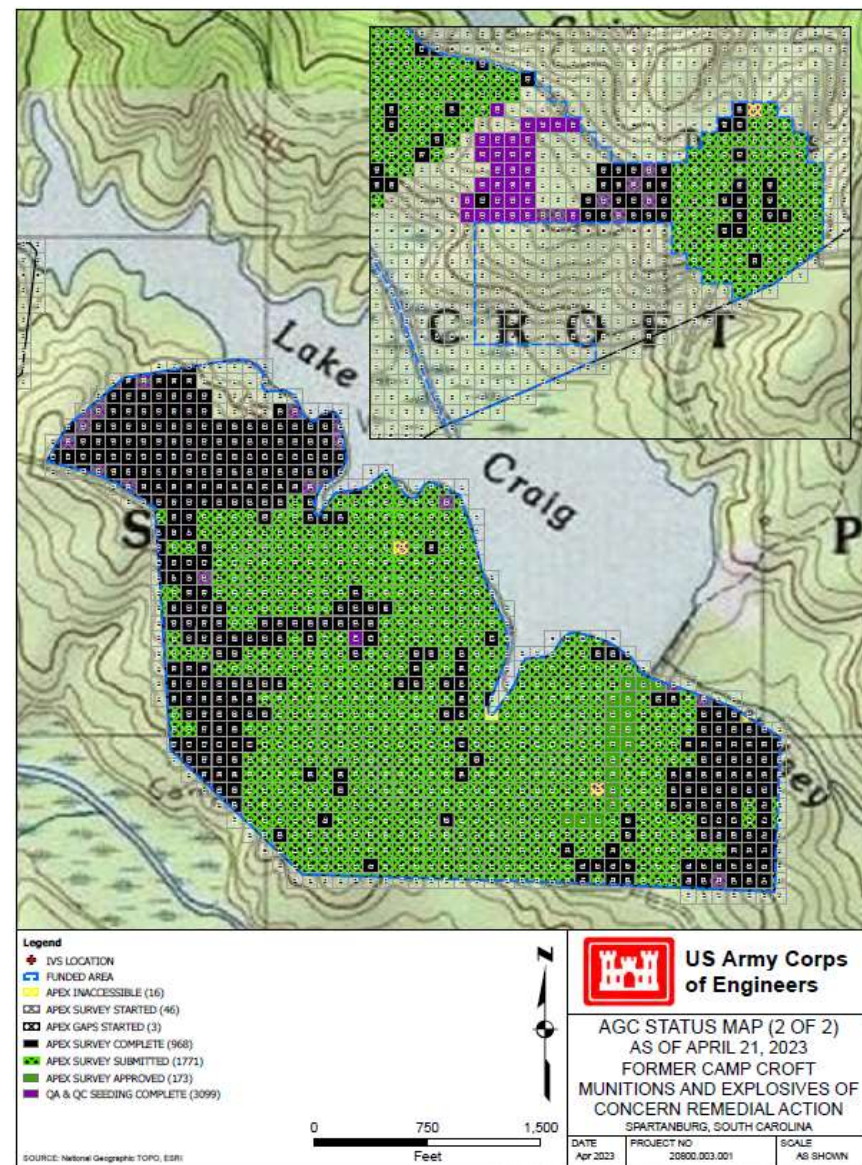 Lake
Craig
CROFT
S
P
Legend
IVS LOCATION
FUNDED AREA
APEX INACCESSIBLE (16)
APEX SURVEY STARTED (46)
APEX GAPS STARTED (3)
APEX SURVEY COMPLETE (968)
APEX SURVEY SUBMITTED (1771)
APEX SURVEY APPROVED (173)
QA & QC SEEDING COMPLETE (3099)
SOURCE: National Geographic TOPO, ESRI
N
0 750 1,500
Feet
US Army Corps
of Engineers
AGC STATUS MAP (2 OF 2)
AS OF APRIL 21, 2023
FORMER CAMP CROFT
MUNITIONS AND EXPLOSIVES OF
CONCERN REMEDIAL ACTION
SPARTANBURG, SOUTH CAROLINA
DATE PROJECT NO SCALE
Apr 2023 20800.003.001 AS SHOWN